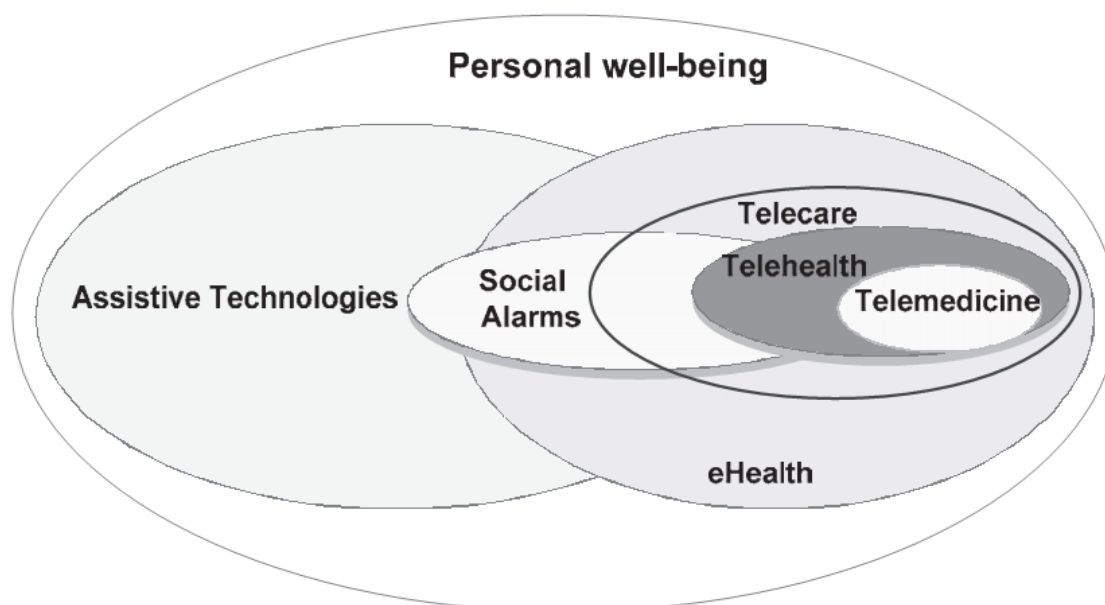 Personal well-being
Telecare
Telehealth
Social
Alarms
Assistive Technologies
Telemedicine
eHealth